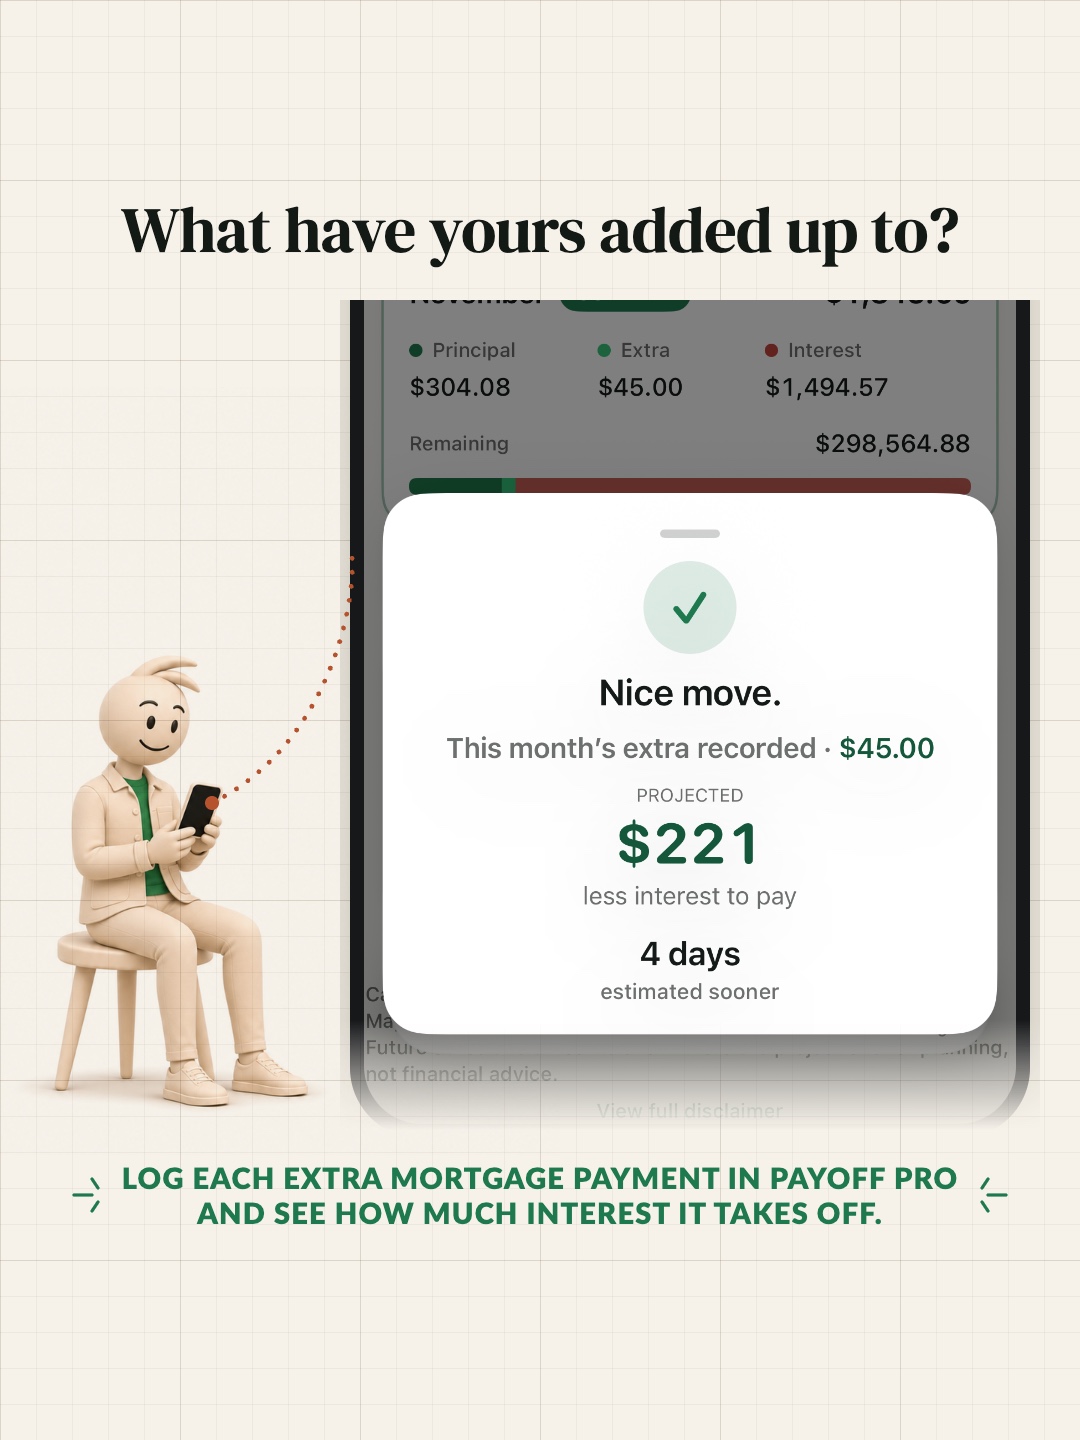 What have yours added up to?
November
Principal Extra Interest
$304.08 $45.00 $1,494.57
Remaining $298,564.88
Nice move.
This month’s extra recorded · $45.00
PROJECTED
$221
less interest to pay
4 days
estimated sooner
not financial advice.
View full disclaimer
LOG EACH EXTRA MORTGAGE PAYMENT IN PAYOFF PRO
AND SEE HOW MUCH INTEREST IT TAKES OFF.